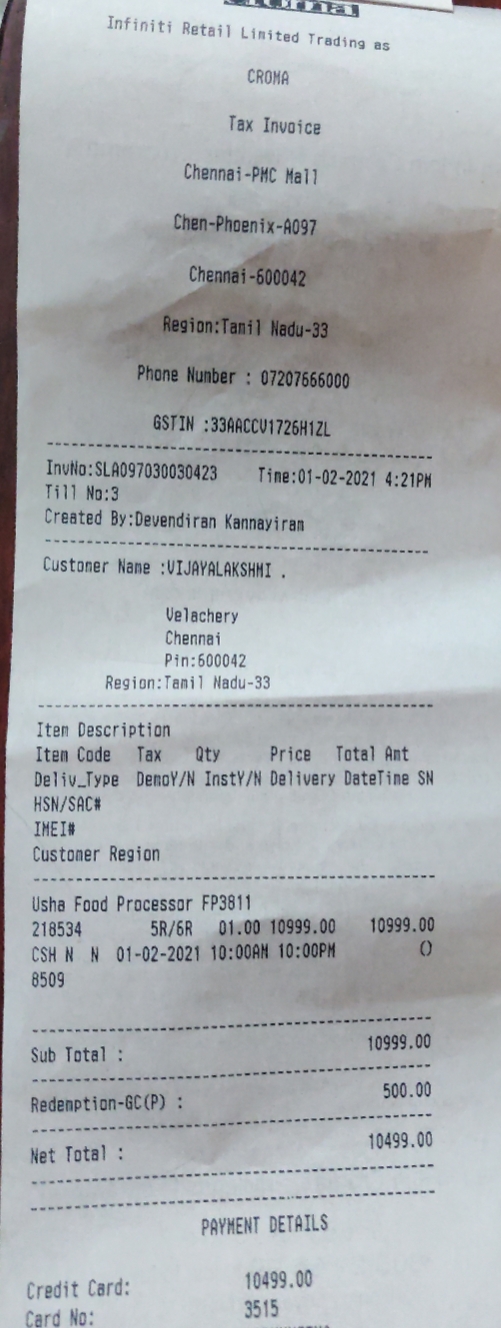 Infiniti Retail Limited Trading as
CROMA
Tax Invoice
Chennai-PMC Mall
Chen-Phoenix-A097
Chennai-600042
Region:Tamil Nadu-33
Phone Number : 07207666000
GSTIN :33AACCV1726H1ZL
InvNo:SLA097030030423 Time:01-02-2021 4:21PM
Till No:3
Created By:Devendiran Kannayiram
Customer Name :VIJAYALAKSHMI .
Velachery
Chennai
Pin:600042
Region:Tamil Nadu-33
Item Description
Item Code Tax Qty Price Total Amt
Deliv_Type DemoY/N InstY/N Delivery DateTime SN
HSN/SAC#
IMEI#
Customer Region
Usha Food Processor FP3811
218534 5R/6R 01.00 10999.00 10999.00
CSH N N 01-02-2021 10:00AM 10:00PM ()
8509
Sub Total : 10999.00
Redemption-GC(P) : 500.00
Net Total : 10499.00
PAYMENT DETAILS
Credit Card: 10499.00
Card No: 3515